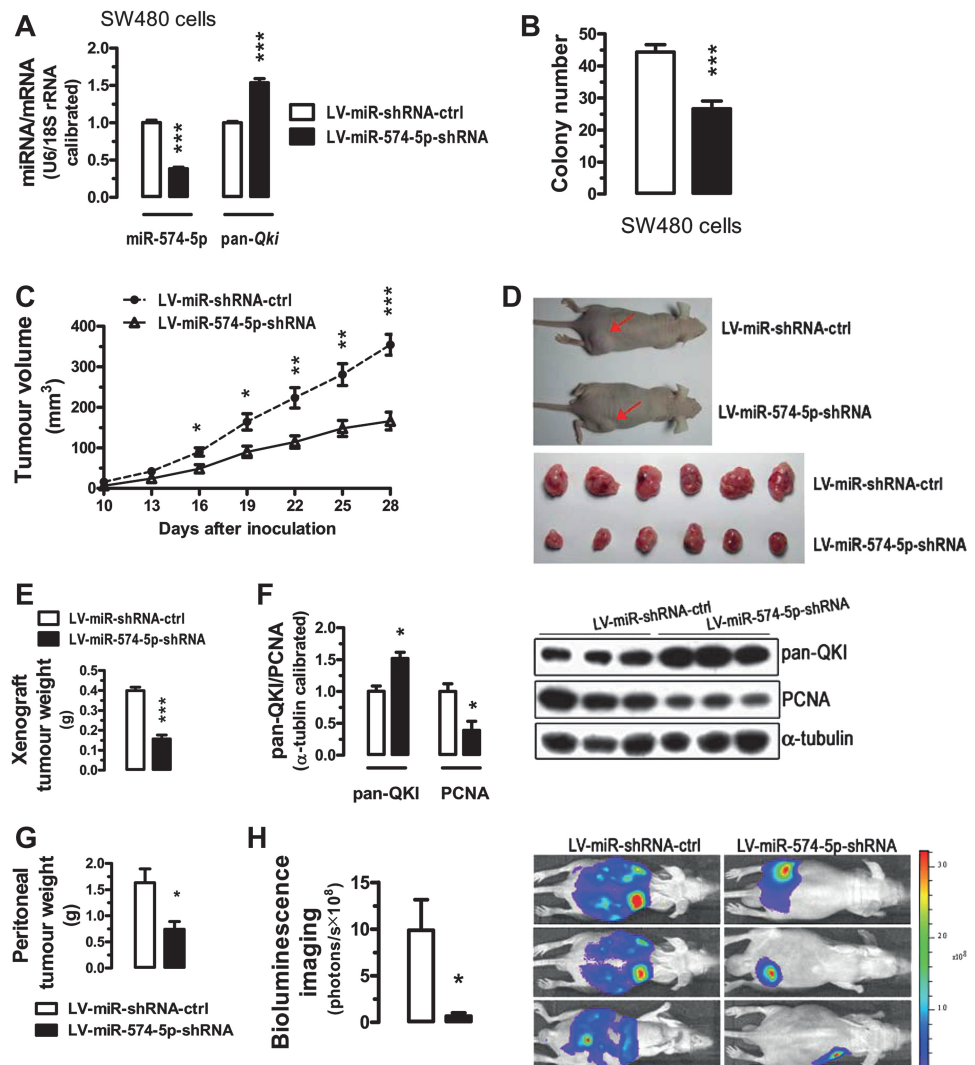 A
SW480 cells
miRNA/mRNA
(U6/18S rRNA
calibrated)
2.0
1.5
1.0
0.5
0.0
***
***
miR-574-5p
pan-Qki
LV-miR-shRNA-ctrl
LV-miR-574-5p-shRNA
B
Colony number
50
40
30
20
10
0
***
SW480 cells
C
LV-miR-shRNA-ctrl
LV-miR-574-5p-shRNA
Tumour volume
(mm³)
400
300
200
100
0
*
*
**
**
***
10 13 16 19 22 25 28
Days after inoculation
D
LV-miR-shRNA-ctrl
LV-miR-574-5p-shRNA
LV-miR-shRNA-ctrl
LV-miR-574-5p-shRNA
E
LV-miR-shRNA-ctrl
LV-miR-574-5p-shRNA
Xenograft
tumour weight
(g)
0.5
0.4
0.3
0.2
0.1
0.0
***
F
pan-QKI/PCNA
(α-tublin calibrated)
2.0
1.5
1.0
0.5
0.0
*
*
pan-QKI
PCNA
LV-miR-shRNA-ctrl
LV-miR-574-5p-shRNA
pan-QKI
PCNA
α-tubulin
G
Peritoneal
tumour weight
(g)
2.0
1.5
1.0
0.5
0.0
*
LV-miR-shRNA-ctrl
LV-miR-574-5p-shRNA
H
Bioluminescence
imaging
(photons/s×10⁸)
15
10
5
0
*
LV-miR-shRNA-ctrl
LV-miR-574-5p-shRNA
30
20
10